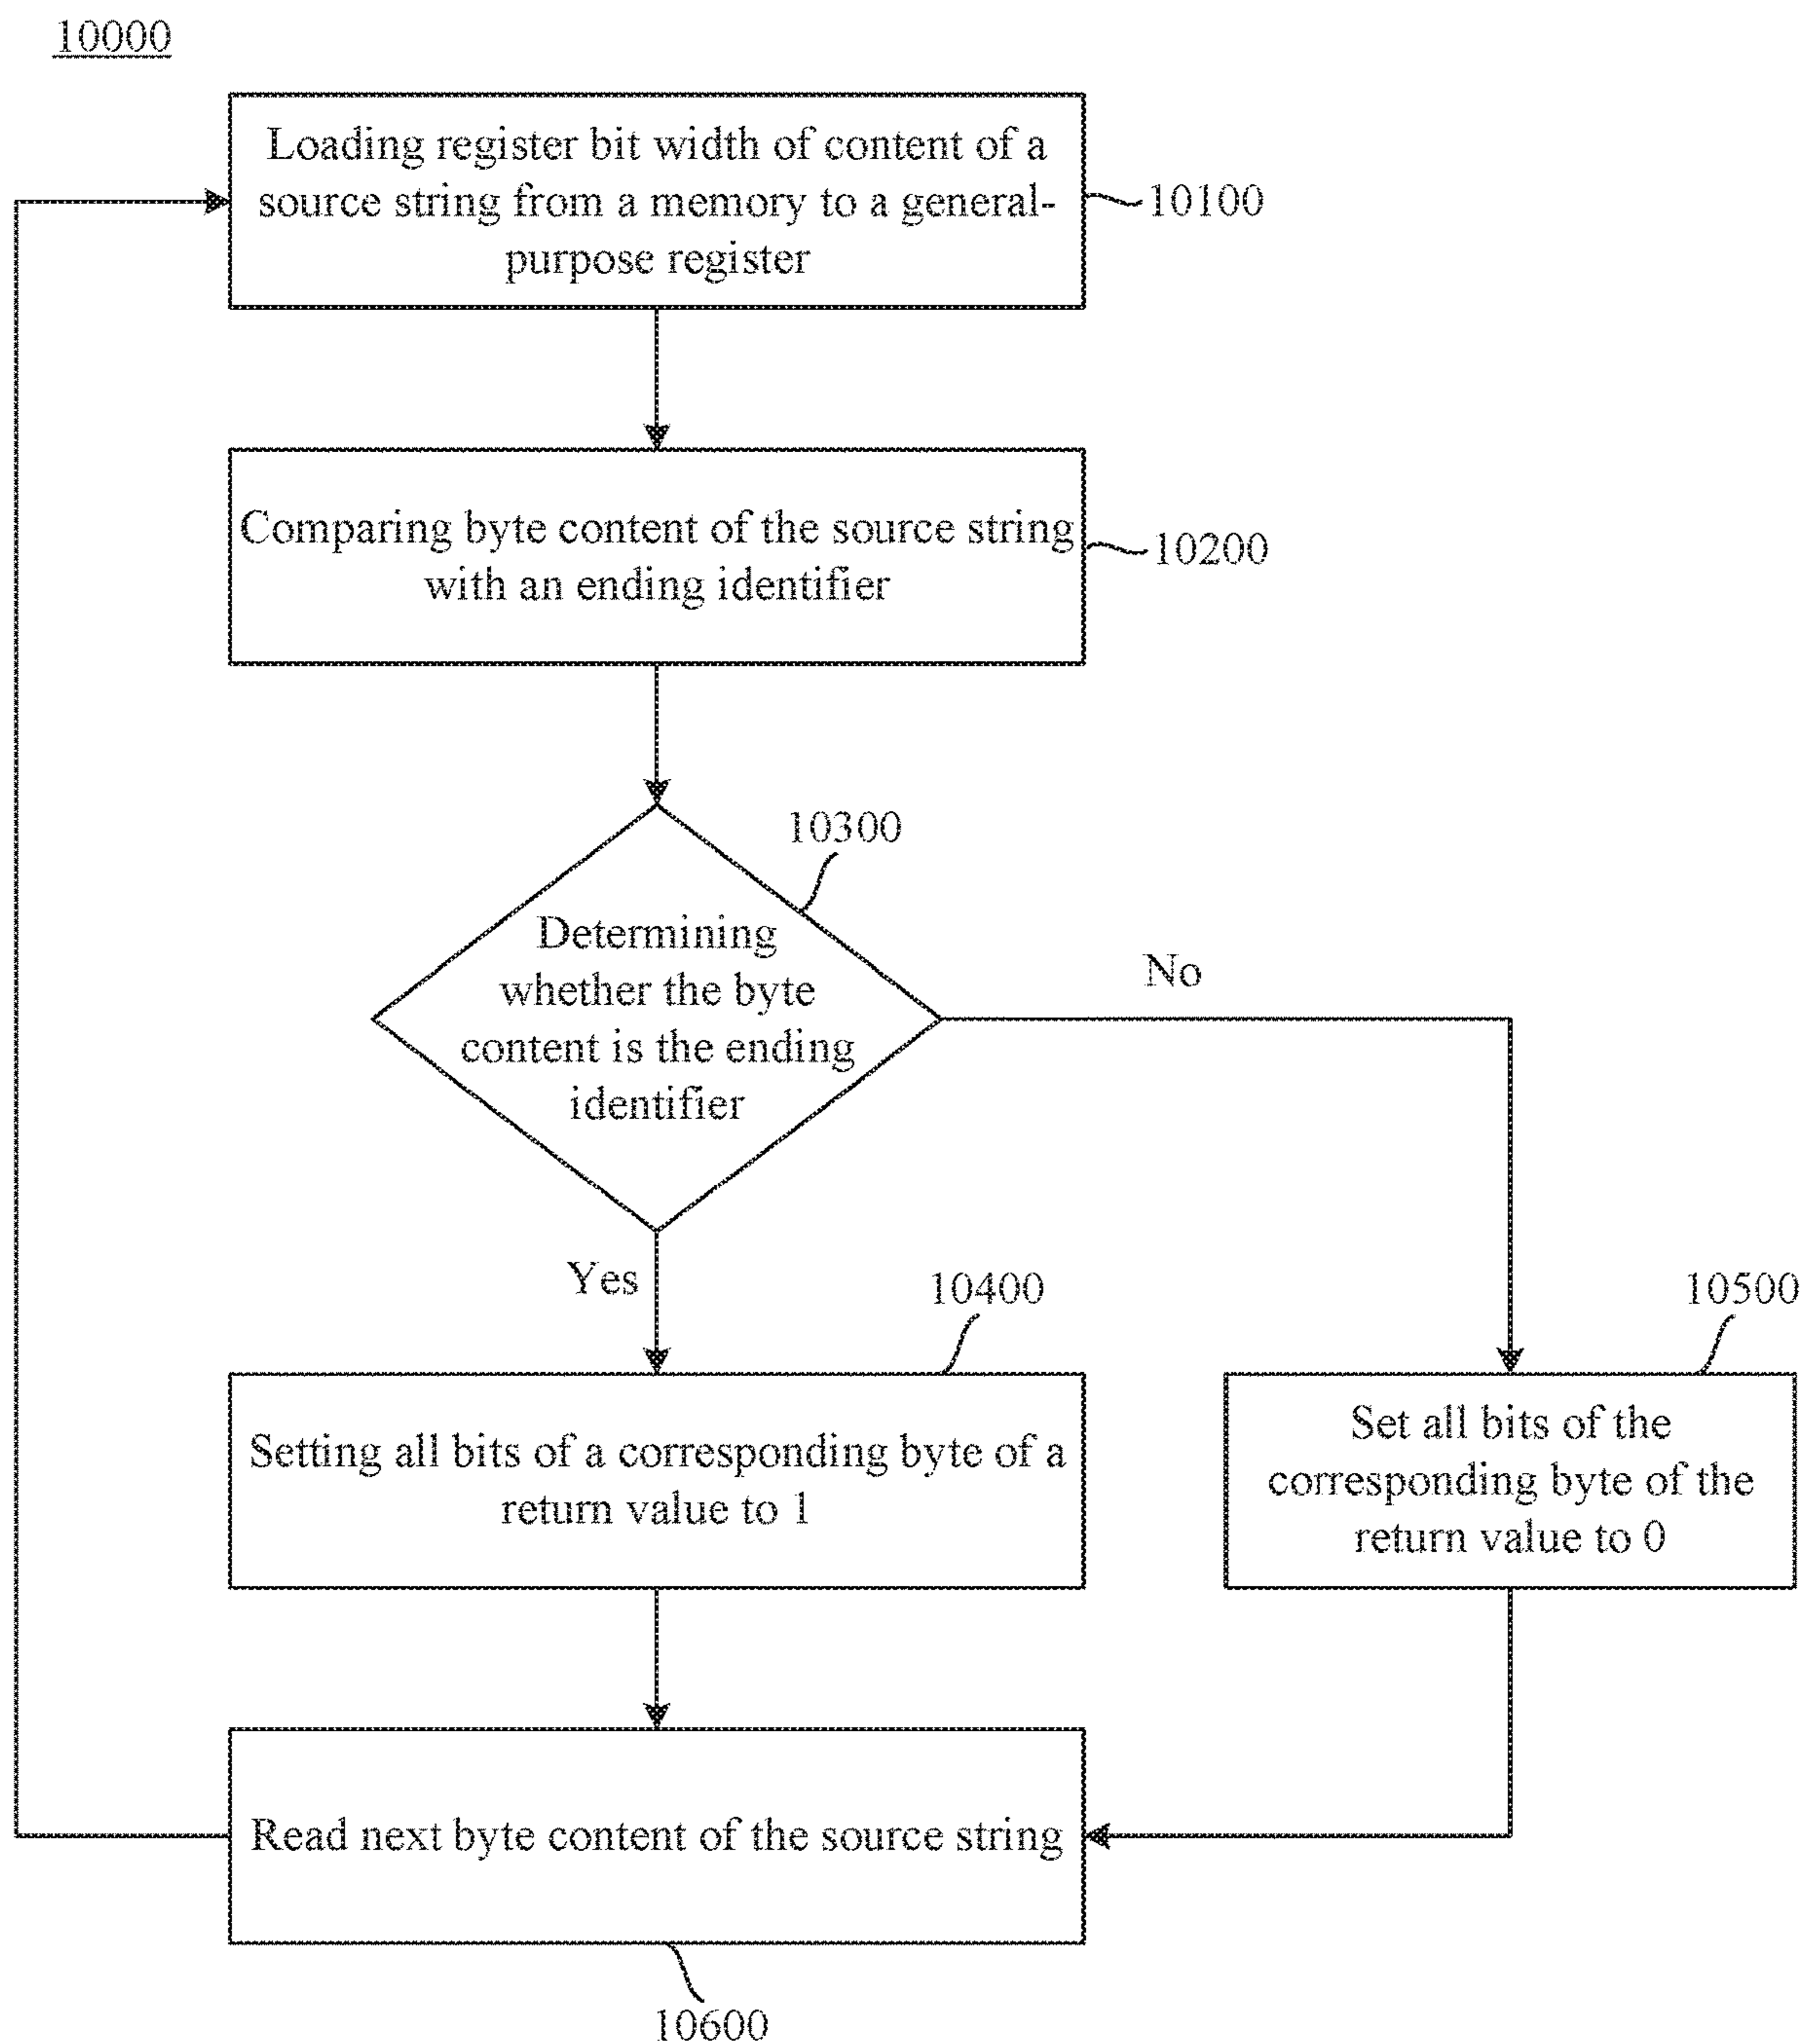 10000
Loading register bit width of content of a
source string from a memory to a general-
purpose register
10100
Comparing byte content of the source string
with an ending identifier
10200
10300
Determining
whether the byte
content is the ending
identifier
No
Yes
10400
10500
Setting all bits of a corresponding byte of a
return value to 1
Set all bits of the
corresponding byte of the
return value to 0
Read next byte content of the source string
10600